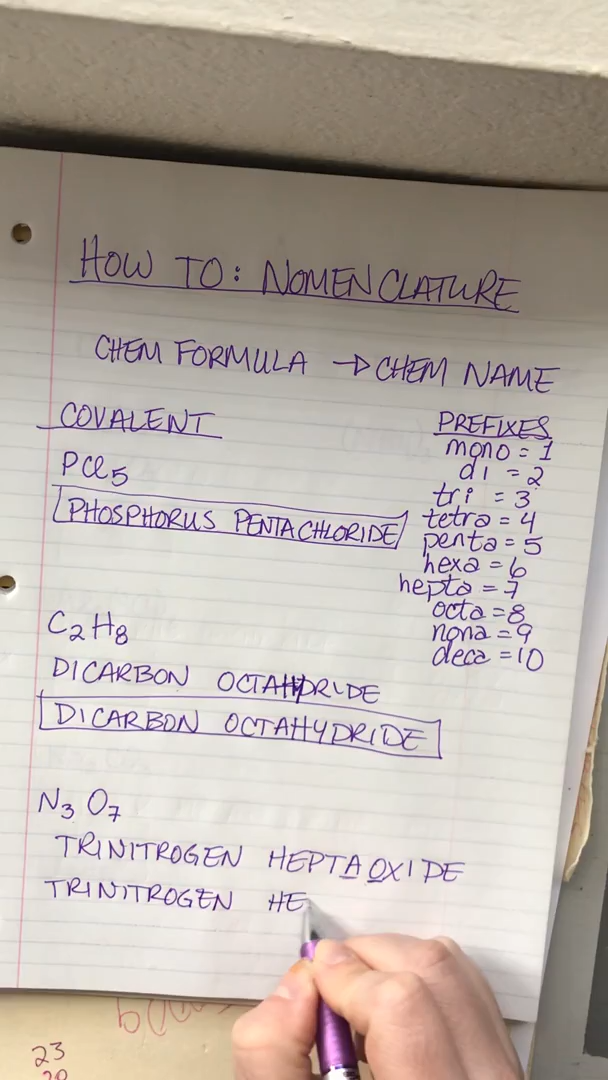 HOW TO: NOMENCLATURE
CHEM FORMULA → CHEM NAME
COVALENT
PCl5
PHOSPHORUS PENTACHLORIDE
PREFIXES
mono = 1
di = 2
tri = 3
tetra = 4
penta = 5
hexa = 6
hepta = 7
octa = 8
nona = 9
deca = 10
C2H8
DICARBON OCTAHYDRIDE
DICARBON OCTAHYDRIDE
N3O7
TRINITROGEN HEPTAOXIDE
TRINITROGEN HE
23